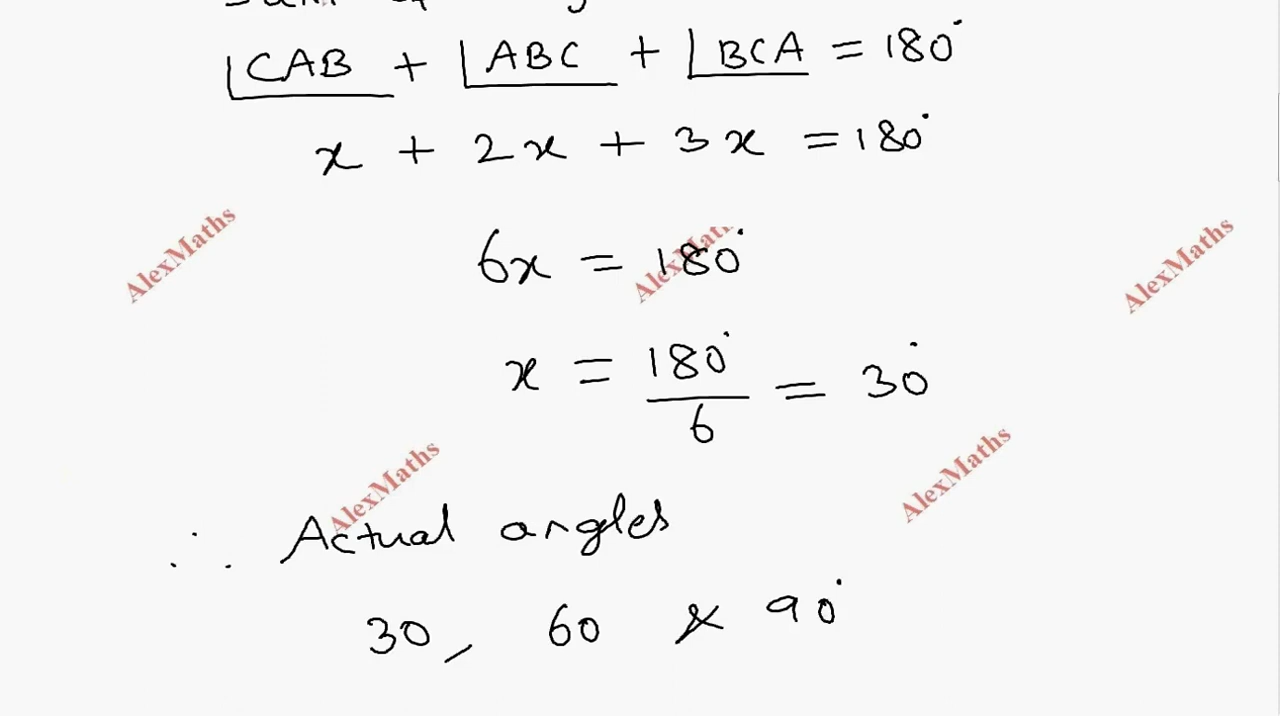 ∠CAB + ∠ABC + ∠BCA = 180°
x + 2x + 3x = 180°
AlexMaths
AlexMaths
AlexMaths
6x = 180°
x = 180°/6 = 30°
AlexMaths
AlexMaths
∴ Actual angles
30, 60 & 90°